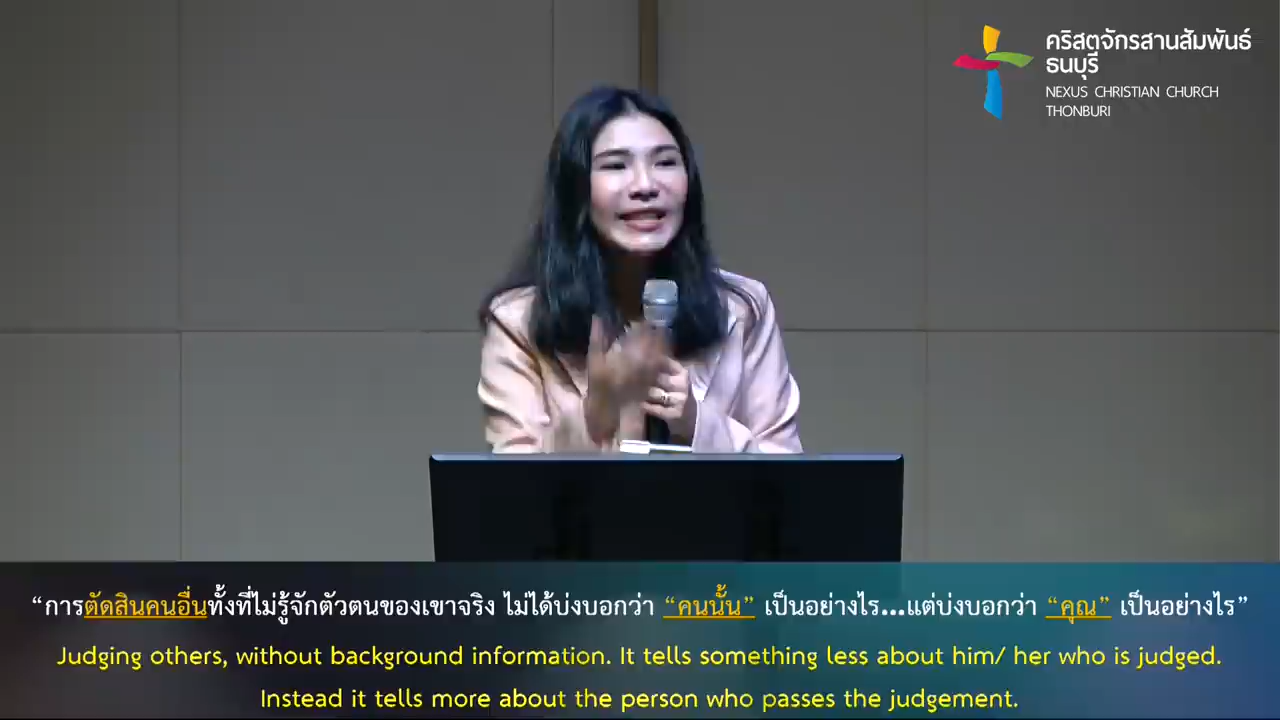 คริสตจักรสานสัมพันธ์
ธนบุรี
NEXUS CHRISTIAN CHURCH
THONBURI
“การตัดสินคนอื่นทั้งที่ไม่รู้จักตัวตนของเขาจริง ไม่ได้บ่งบอกว่า “คนนั้น” เป็นอย่างไร...แต่บ่งบอกว่า “คุณ” เป็นอย่างไร”
Judging others, without background information. It tells something less about him/ her who is judged.
Instead it tells more about the person who passes the judgement.